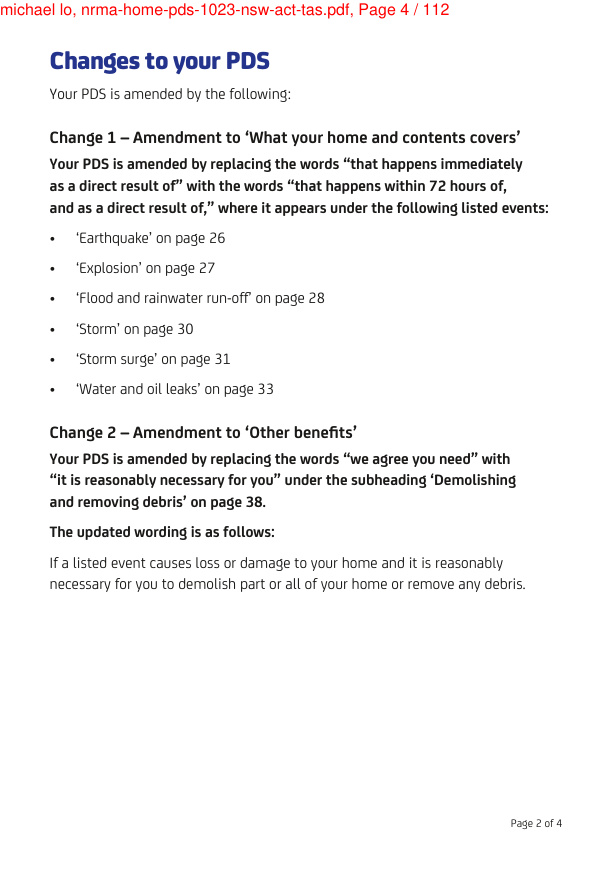 michael lo, nrma-home-pds-1023-nsw-act-tas.pdf, Page 4 / 112
Changes to your PDS
Your PDS is amended by the following:
Change 1 – Amendment to ‘What your home and contents covers’
Your PDS is amended by replacing the words “that happens immediately
as a direct result of” with the words “that happens within 72 hours of,
and as a direct result of,” where it appears under the following listed events:
• ‘Earthquake’ on page 26
• ‘Explosion’ on page 27
• ‘Flood and rainwater run-off’ on page 28
• ‘Storm’ on page 30
• ‘Storm surge’ on page 31
• ‘Water and oil leaks’ on page 33
Change 2 – Amendment to ‘Other benefits’
Your PDS is amended by replacing the words “we agree you need” with
“it is reasonably necessary for you” under the subheading ‘Demolishing
and removing debris’ on page 38.
The updated wording is as follows:
If a listed event causes loss or damage to your home and it is reasonably
necessary for you to demolish part or all of your home or remove any debris.
Page 2 of 4